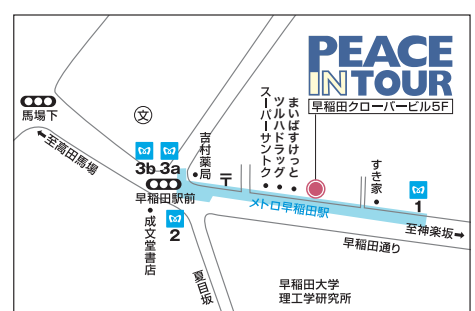 PEACE
IN TOUR
早稲田クローバービル5F
馬場下
文
←至高田馬場
3b 3a
早稲田駅前
吉村薬局
〒
スーパーサントク
ツルハドラッグ
まいばすけっと
すき家
メトロ早稲田駅
1
至神楽坂→
早稲田通り
2
成文堂書店
夏目坂
早稲田大学
理工学研究所